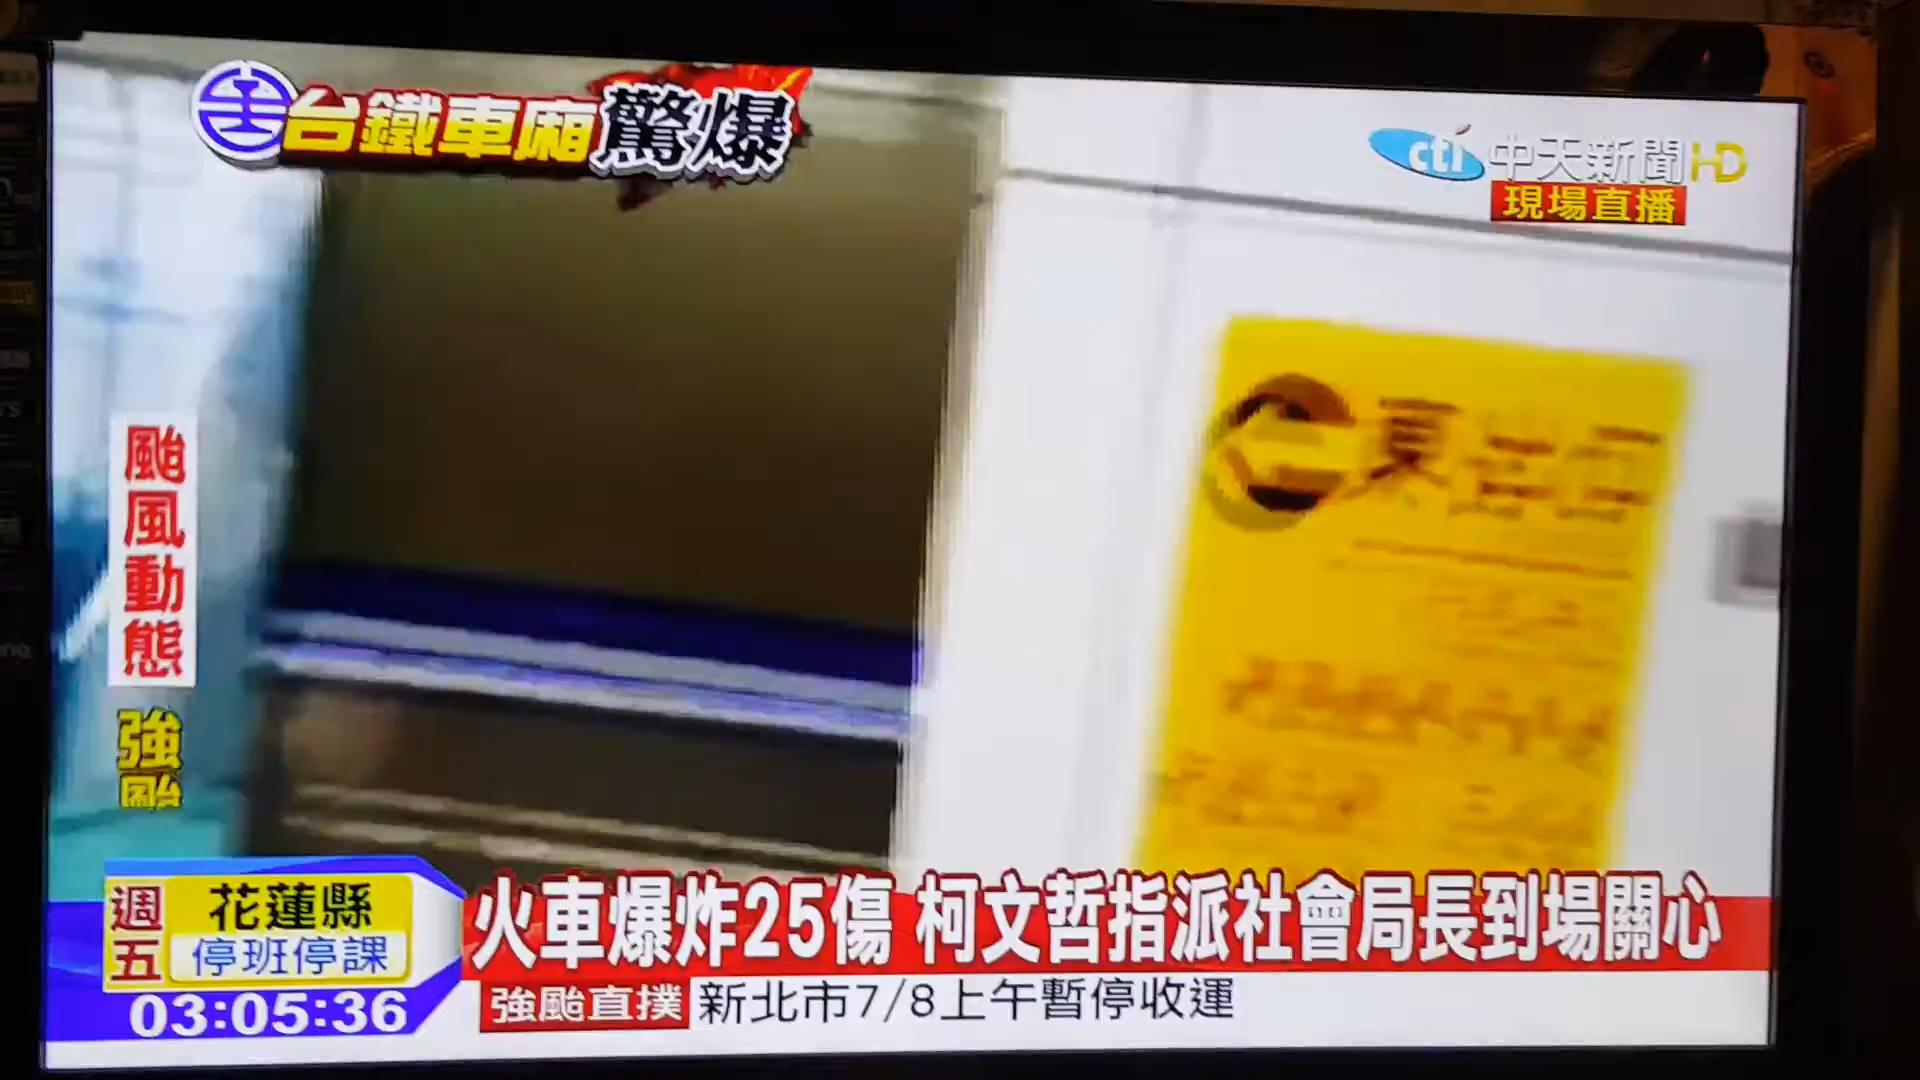 台鐵車廂驚爆
cti 中天新聞HD
現場直播
颱風動態
強颱
週五
花蓮縣
停班停課
03:05:36
火車爆炸25傷 柯文哲指派社會局長到場關心
強颱直撲
新北市7/8上午暫停收運